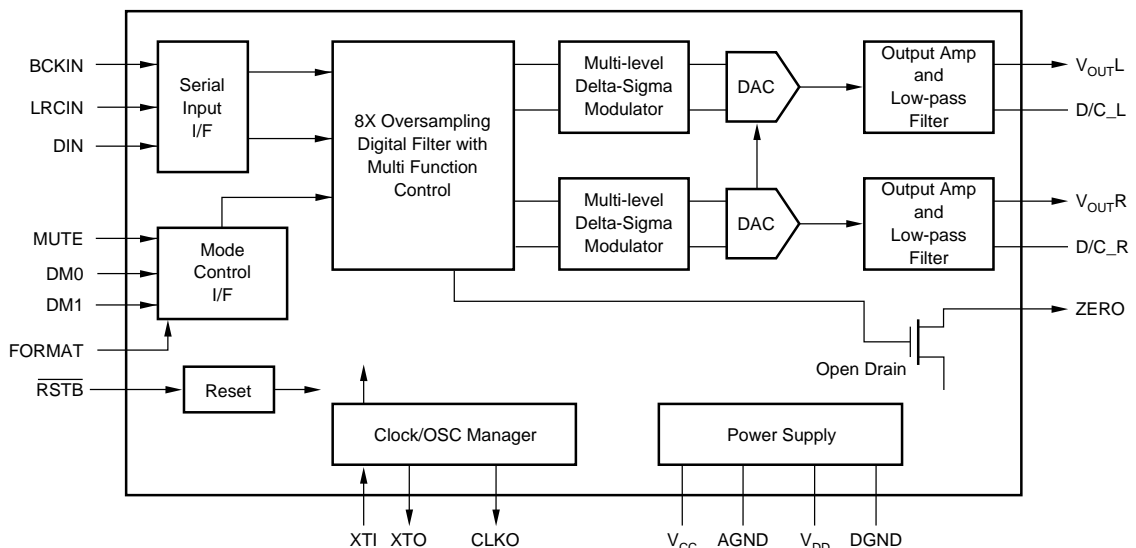 BCKIN
LRCIN
DIN
Serial
Input
I/F
8X Oversampling
Digital Filter with
Multi Function
Control
Multi-level
Delta-Sigma
Modulator
DAC
Output Amp
and
Low-pass
Filter
VOUTL
D/C_L
Multi-level
Delta-Sigma
Modulator
DAC
Output Amp
and
Low-pass
Filter
VOUTR
D/C_R
MUTE
DM0
DM1
FORMAT
Mode
Control
I/F
ZERO
Open Drain
RSTB
Reset
Clock/OSC Manager
Power Supply
XTI
XTO
CLKO
VCC
AGND
VDD
DGND